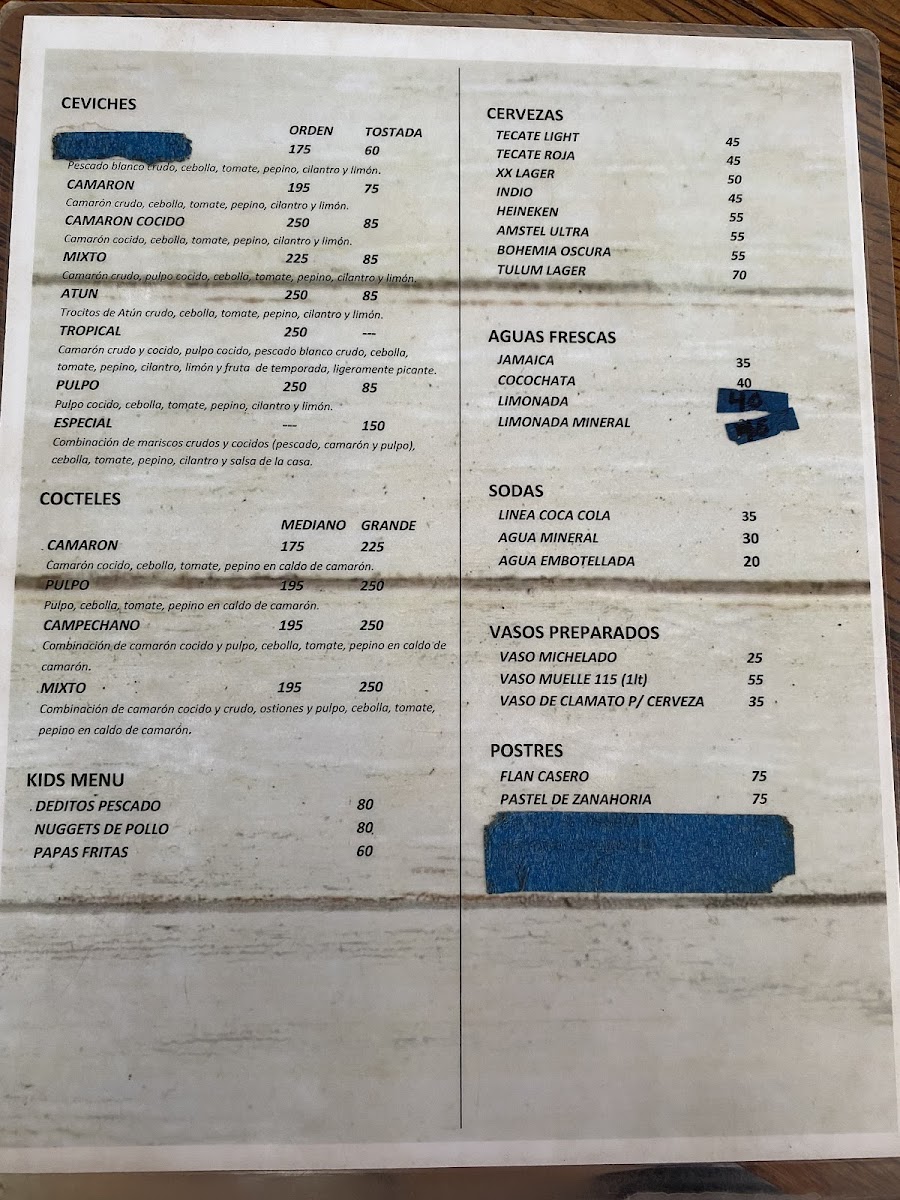 CEVICHES
ORDEN TOSTADA
175 60
Pescado blanco crudo, cebolla, tomate, pepino, cilantro y limón.
CAMARON 195 75
Camarón crudo, cebolla, tomate, pepino, cilantro y limón.
CAMARON COCIDO 250 85
Camarón cocido, cebolla, tomate, pepino, cilantro y limón.
MIXTO 225 85
Camarón crudo, pulpo cocido, cebolla, tomate, pepino, cilantro y limón.
ATUN 250 85
Trocitos de Atún crudo, cebolla, tomate, pepino, cilantro y limón.
TROPICAL 250 ---
Camarón crudo y cocido, pulpo cocido, pescado blanco crudo, cebolla,
tomate, pepino, cilantro, limón y fruta de temporada, ligeramente picante.
PULPO 250 85
Pulpo cocido, cebolla, tomate, pepino, cilantro y limón.
ESPECIAL --- 150
Combinación de mariscos crudos y cocidos (pescado, camarón y pulpo),
cebolla, tomate, pepino, cilantro y salsa de la casa.
COCTELES
MEDIANO GRANDE
CAMARON 175 225
Camarón cocido, cebolla, tomate, pepino en caldo de camarón.
PULPO 195 250
Pulpo, cebolla, tomate, pepino en caldo de camarón.
CAMPECHANO 195 250
Combinación de camarón cocido y pulpo, cebolla, tomate, pepino en caldo de
camarón.
MIXTO 195 250
Combinación de camarón cocido y crudo, ostiones y pulpo, cebolla, tomate,
pepino en caldo de camarón.
KIDS MENU
DEDITOS PESCADO 80
NUGGETS DE POLLO 80
PAPAS FRITAS 60
CERVEZAS
TECATE LIGHT 45
TECATE ROJA 45
XX LAGER 50
INDIO 45
HEINEKEN 55
AMSTEL ULTRA 55
BOHEMIA OSCURA 55
TULUM LAGER 70
AGUAS FRESCAS
JAMAICA 35
COCOCHATA 40
LIMONADA 40
LIMONADA MINERAL
SODAS
LINEA COCA COLA 35
AGUA MINERAL 30
AGUA EMBOTELLADA 20
VASOS PREPARADOS
VASO MICHELADO 25
VASO MUELLE 115 (1lt) 55
VASO DE CLAMATO P/ CERVEZA 35
POSTRES
FLAN CASERO 75
PASTEL DE ZANAHORIA 75